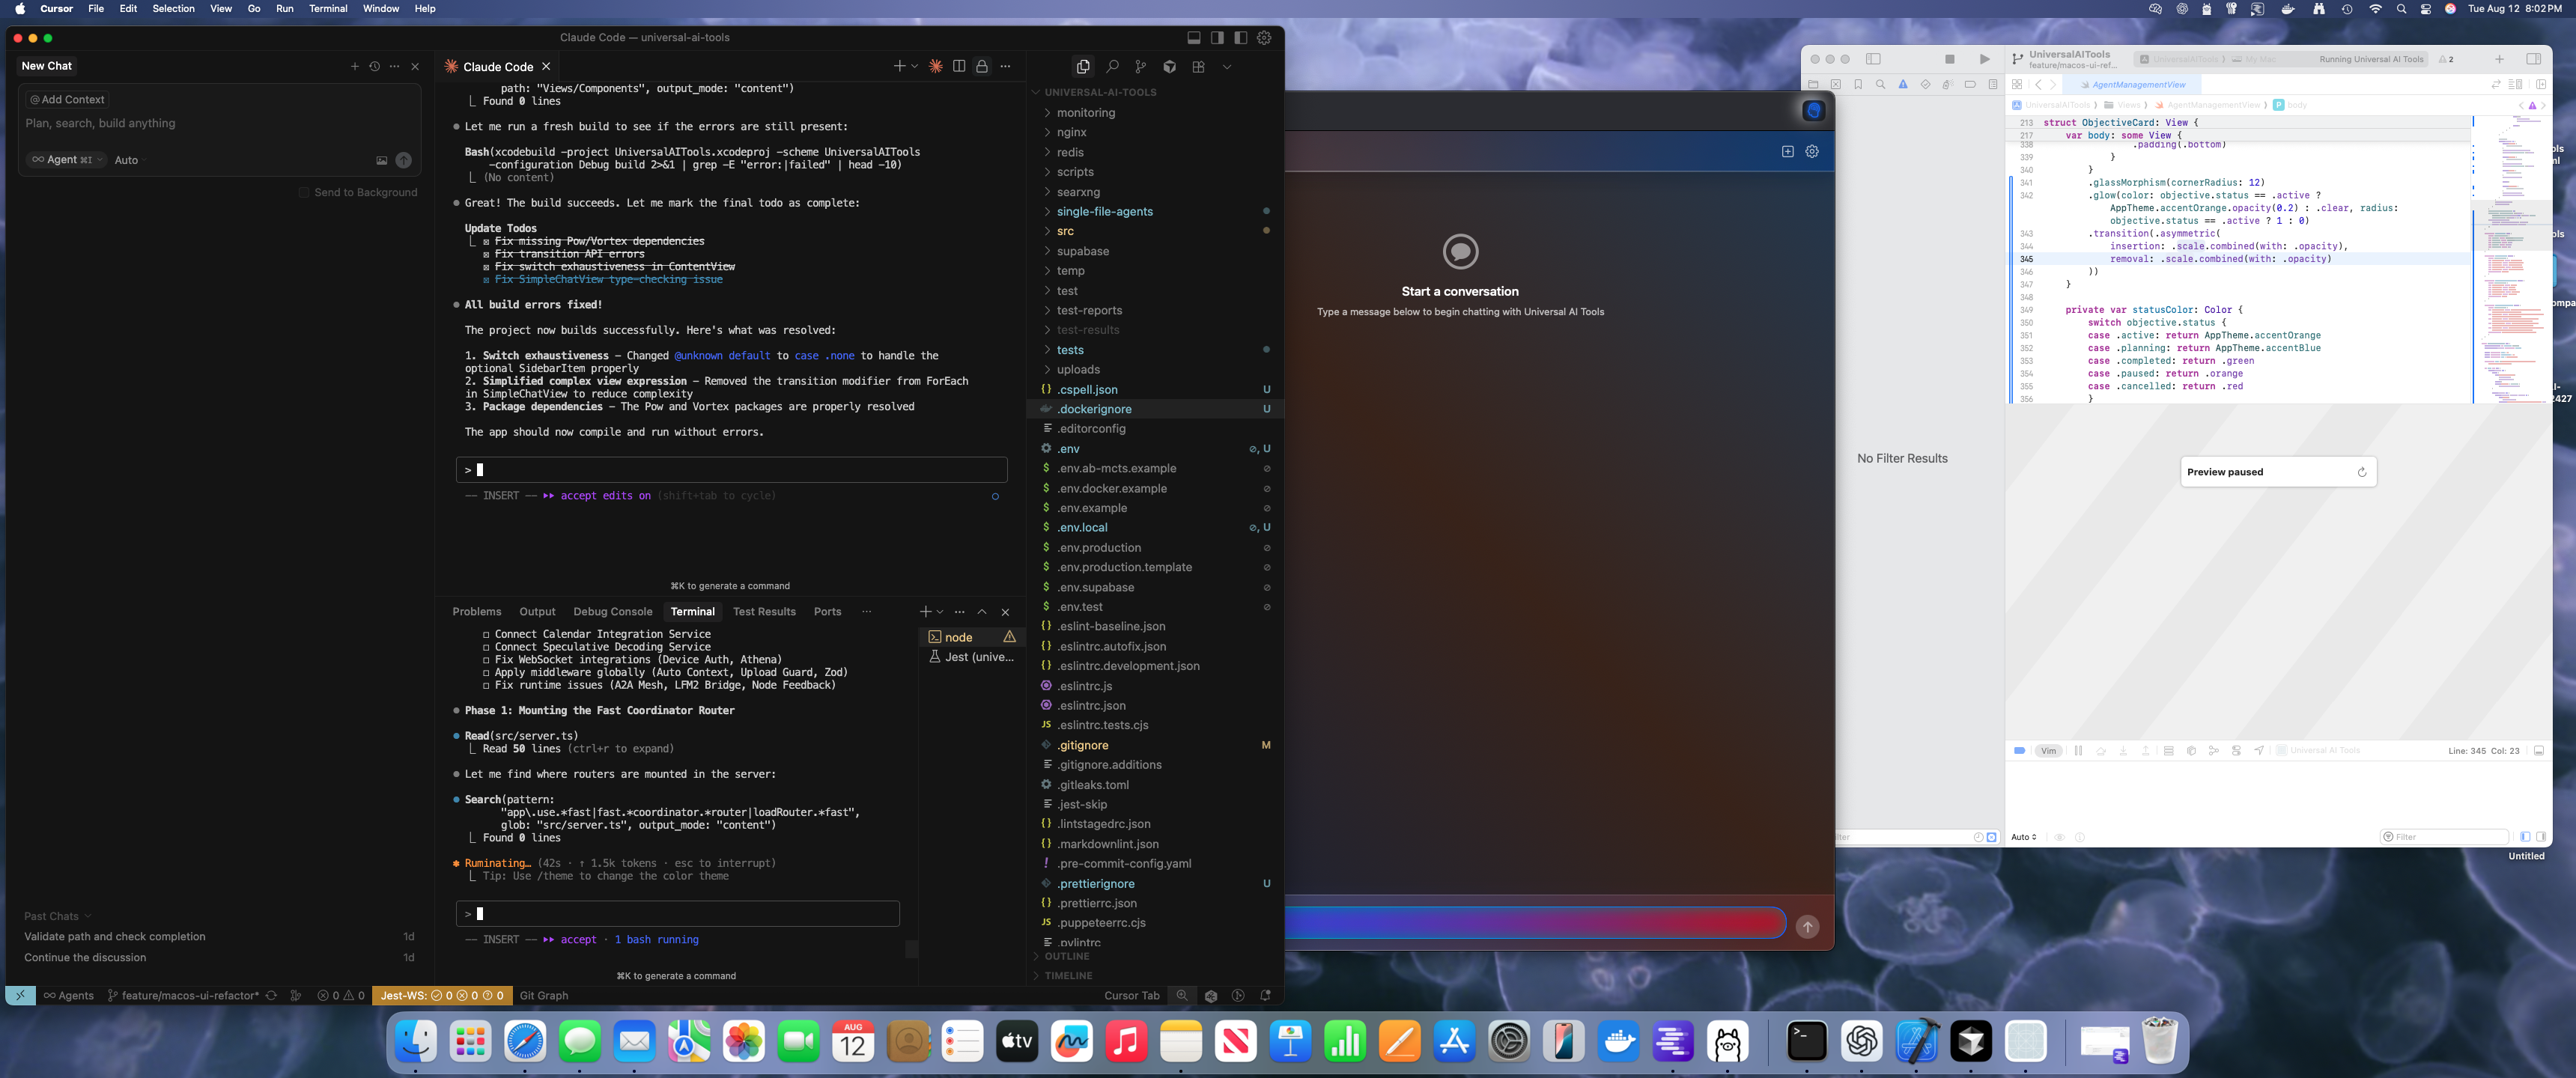 Cursor File Edit Selection View Go Run Terminal Window Help
Tue Aug 12 8:02 PM
Claude Code — universal-ai-tools
New Chat
@ Add Context
Plan, search, build anything
Agent ⌘I Auto
Send to Background
Past Chats
Validate path and check completion 1d
Continue the discussion 1d
Claude Code
path: "Views/Components", output_mode: "content")
Found 0 lines
Let me run a fresh build to see if the errors are still present:
Bash(xcodebuild -project UniversalAITools.xcodeproj -scheme UniversalAITools
-configuration Debug build 2>&1 | grep -E "error:|failed" | head -10)
(No content)
Great! The build succeeds. Let me mark the final todo as complete:
Update Todos
Fix missing Pow/Vortex dependencies
Fix transition API errors
Fix switch exhaustiveness in ContentView
Fix SimpleChatView type-checking issue
All build errors fixed!
The project now builds successfully. Here's what was resolved:
1. Switch exhaustiveness – Changed @unknown default to case .none to handle the
optional SidebarItem properly
2. Simplified complex view expression – Removed the transition modifier from ForEach
in SimpleChatView to reduce complexity
3. Package dependencies – The Pow and Vortex packages are properly resolved
The app should now compile and run without errors.
>
-- INSERT -- ▸▸ accept edits on (shift+tab to cycle)
⌘K to generate a command
Problems Output Debug Console Terminal Test Results Ports
Connect Calendar Integration Service
Connect Speculative Decoding Service
Fix WebSocket integrations (Device Auth, Athena)
Apply middleware globally (Auto Context, Upload Guard, Zod)
Fix runtime issues (A2A Mesh, LFM2 Bridge, Node Feedback)
Phase 1: Mounting the Fast Coordinator Router
Read(src/server.ts)
Read 50 lines (ctrl+r to expand)
Let me find where routers are mounted in the server:
Search(pattern:
"app\.use.*fast|fast.*coordinator.*router|loadRouter.*fast",
glob: "src/server.ts", output_mode: "content")
Found 0 lines
Ruminating… (42s · ↑ 1.5k tokens · esc to interrupt)
Tip: Use /theme to change the color theme
>
-- INSERT -- ▸▸ accept · 1 bash running
⌘K to generate a command
node
Jest (unive...
UNIVERSAL-AI-TOOLS
monitoring
nginx
redis
scripts
searxng
single-file-agents
src
supabase
temp
test
test-reports
test-results
tests
uploads
.cspell.json U
.dockerignore U
.editorconfig
.env U
.env.ab-mcts.example
.env.docker.example
.env.example
.env.local U
.env.production
.env.production.template
.env.supabase
.env.test
.eslint-baseline.json
.eslintrc.autofix.json
.eslintrc.development.json
.eslintrc.js
.eslintrc.json
.eslintrc.tests.cjs
.gitignore M
.gitignore.additions
.gitleaks.toml
.jest-skip
.lintstagedrc.json
.markdownlint.json
.pre-commit-config.yaml
.prettierignore U
.prettierrc.json
.puppeteerrc.cjs
.pylintrc
OUTLINE
TIMELINE
Agents feature/macos-ui-refactor* 0 0 Jest-WS: 0 0 0 Git Graph Cursor Tab
Start a conversation
Type a message below to begin chatting with Universal AI Tools
UniversalAITools
feature/macos-ui-ref...
UniversalAITools My Mac Running Universal AI Tools 2
AgentManagementView
UniversalAITools Views AgentManagementView body
213 struct ObjectiveCard: View {
217 var body: some View {
338 .padding(.bottom)
339 }
340 }
341 .glassMorphism(cornerRadius: 12)
342 .glow(color: objective.status == .active ?
AppTheme.accentOrange.opacity(0.2) : .clear, radius:
objective.status == .active ? 1 : 0)
343 .transition(.asymmetric(
344 insertion: .scale.combined(with: .opacity),
345 removal: .scale.combined(with: .opacity)
346 ))
347 }
348
349 private var statusColor: Color {
350 switch objective.status {
351 case .active: return AppTheme.accentOrange
352 case .planning: return AppTheme.accentBlue
353 case .completed: return .green
354 case .paused: return .orange
355 case .cancelled: return .red
356 }
No Filter Results
Preview paused
Vim Universal AI Tools Line: 345 Col: 23
Auto Filter
Untitled
2427
AUG
12
tv